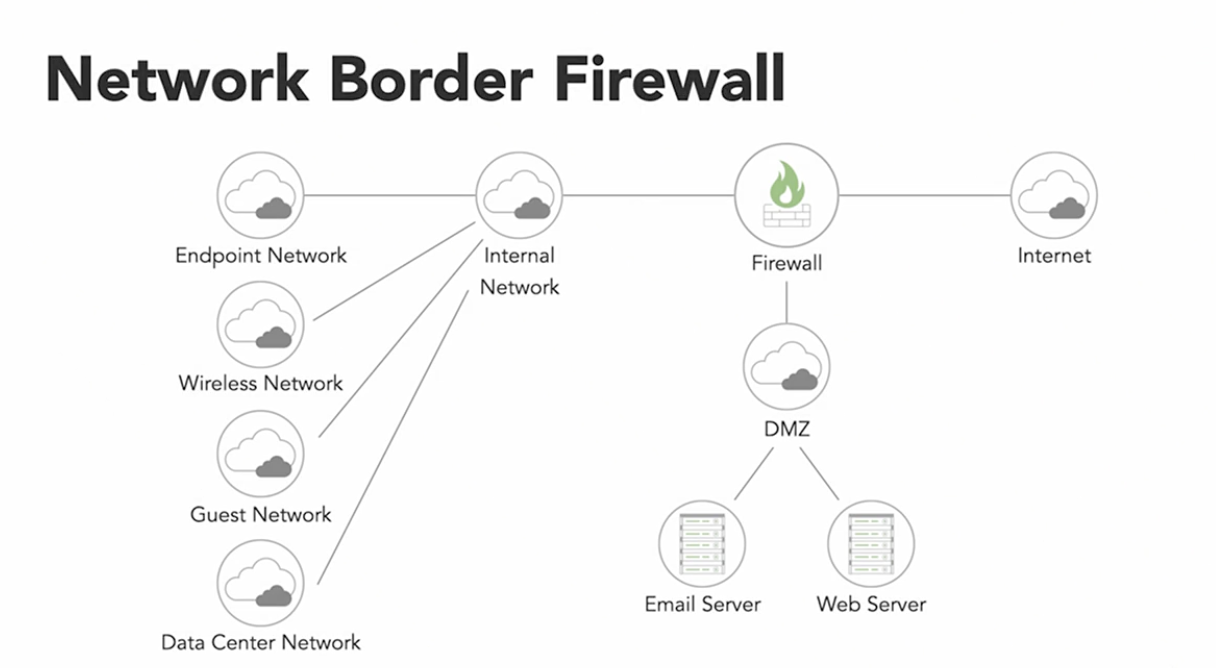 Network Border Firewall
Endpoint Network
Internal
Network
Firewall
Internet
Wireless Network
DMZ
Guest Network
Email Server
Web Server
Data Center Network